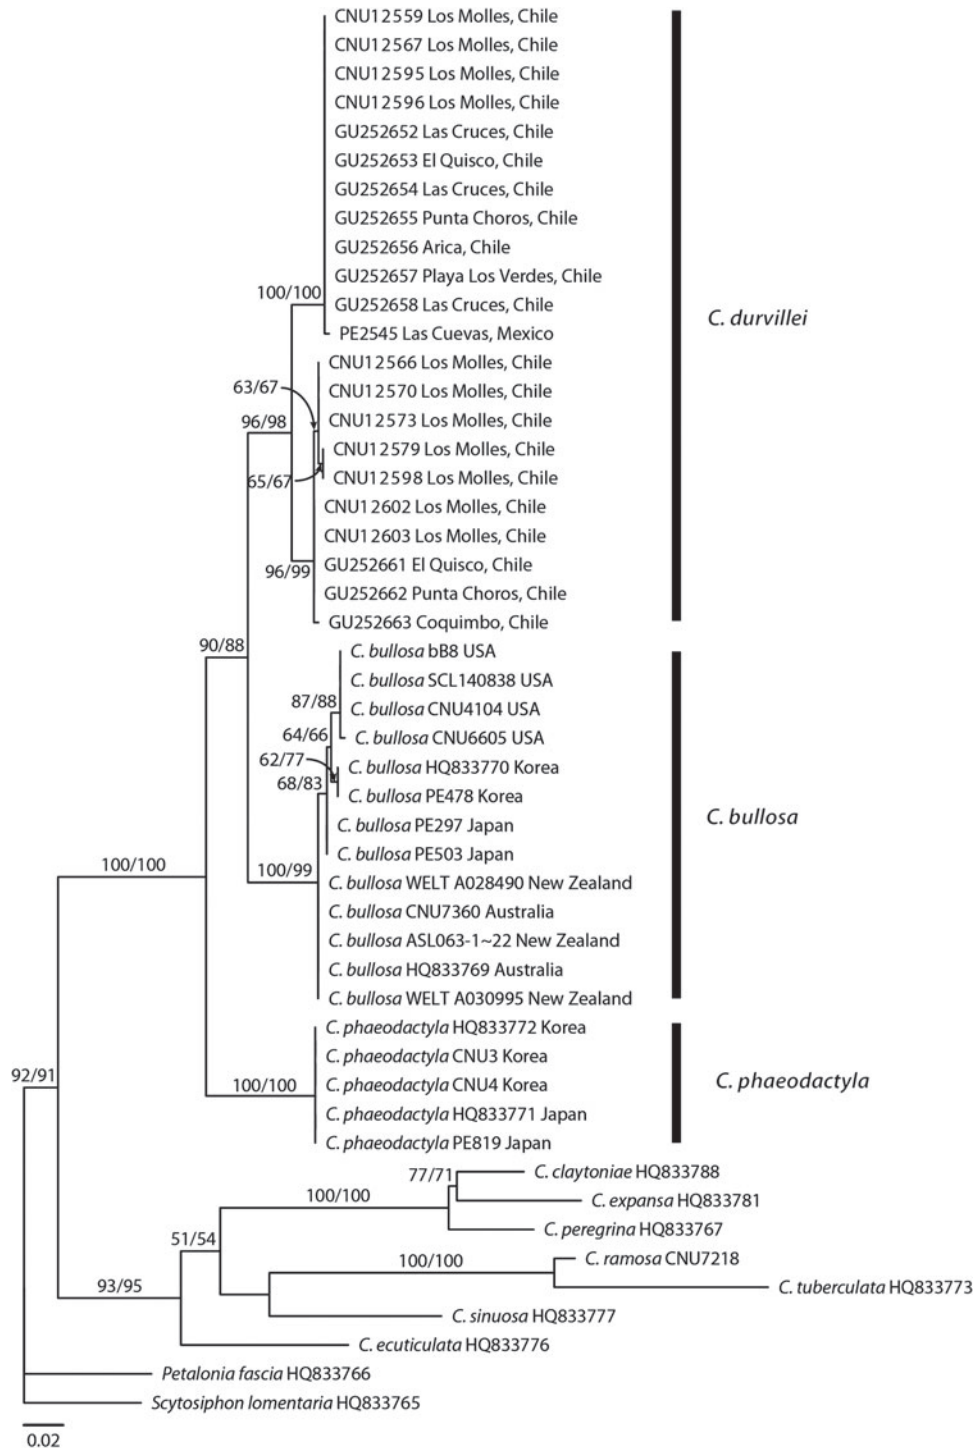 CNU12559 Los Molles, Chile
CNU12567 Los Molles, Chile
CNU12595 Los Molles, Chile
CNU12596 Los Molles, Chile
GU252652 Las Cruces, Chile
GU252653 El Quisco, Chile
GU252654 Las Cruces, Chile
GU252655 Punta Choros, Chile
GU252656 Arica, Chile
GU252657 Playa Los Verdes, Chile
100/100
GU252658 Las Cruces, Chile
C. durvillei
PE2545 Las Cuevas, Mexico
CNU12566 Los Molles, Chile
63/67
CNU12570 Los Molles, Chile
96/98
CNU12573 Los Molles, Chile
CNU12579 Los Molles, Chile
65/67
CNU12598 Los Molles, Chile
CNU12602 Los Molles, Chile
CNU12603 Los Molles, Chile
96/99
GU252661 El Quisco, Chile
GU252662 Punta Choros, Chile
GU252663 Coquimbo, Chile
90/88
C. bullosa bB8 USA
C. bullosa SCL140838 USA
87/88
C. bullosa CNU4104 USA
64/66
C. bullosa CNU6605 USA
62/77
C. bullosa HQ833770 Korea
68/83
C. bullosa PE478 Korea
C. bullosa
C. bullosa PE297 Japan
C. bullosa PE503 Japan
100/100
100/99
C. bullosa WELT A028490 New Zealand
C. bullosa CNU7360 Australia
C. bullosa ASL063-1~22 New Zealand
C. bullosa HQ833769 Australia
C. bullosa WELT A030995 New Zealand
C. phaeodactyla HQ833772 Korea
C. phaeodactyla CNU3 Korea
92/91
100/100
C. phaeodactyla CNU4 Korea
C. phaeodactyla
C. phaeodactyla HQ833771 Japan
C. phaeodactyla PE819 Japan
77/71
C. claytoniae HQ833788
100/100
C. expansa HQ833781
C. peregrina HQ833767
51/54
100/100
C. ramosa CNU7218
93/95
C. tuberculata HQ833773
C. sinuosa HQ833777
C. ecuticulata HQ833776
Petalonia fascia HQ833766
Scytosiphon lomentaria HQ833765
0.02